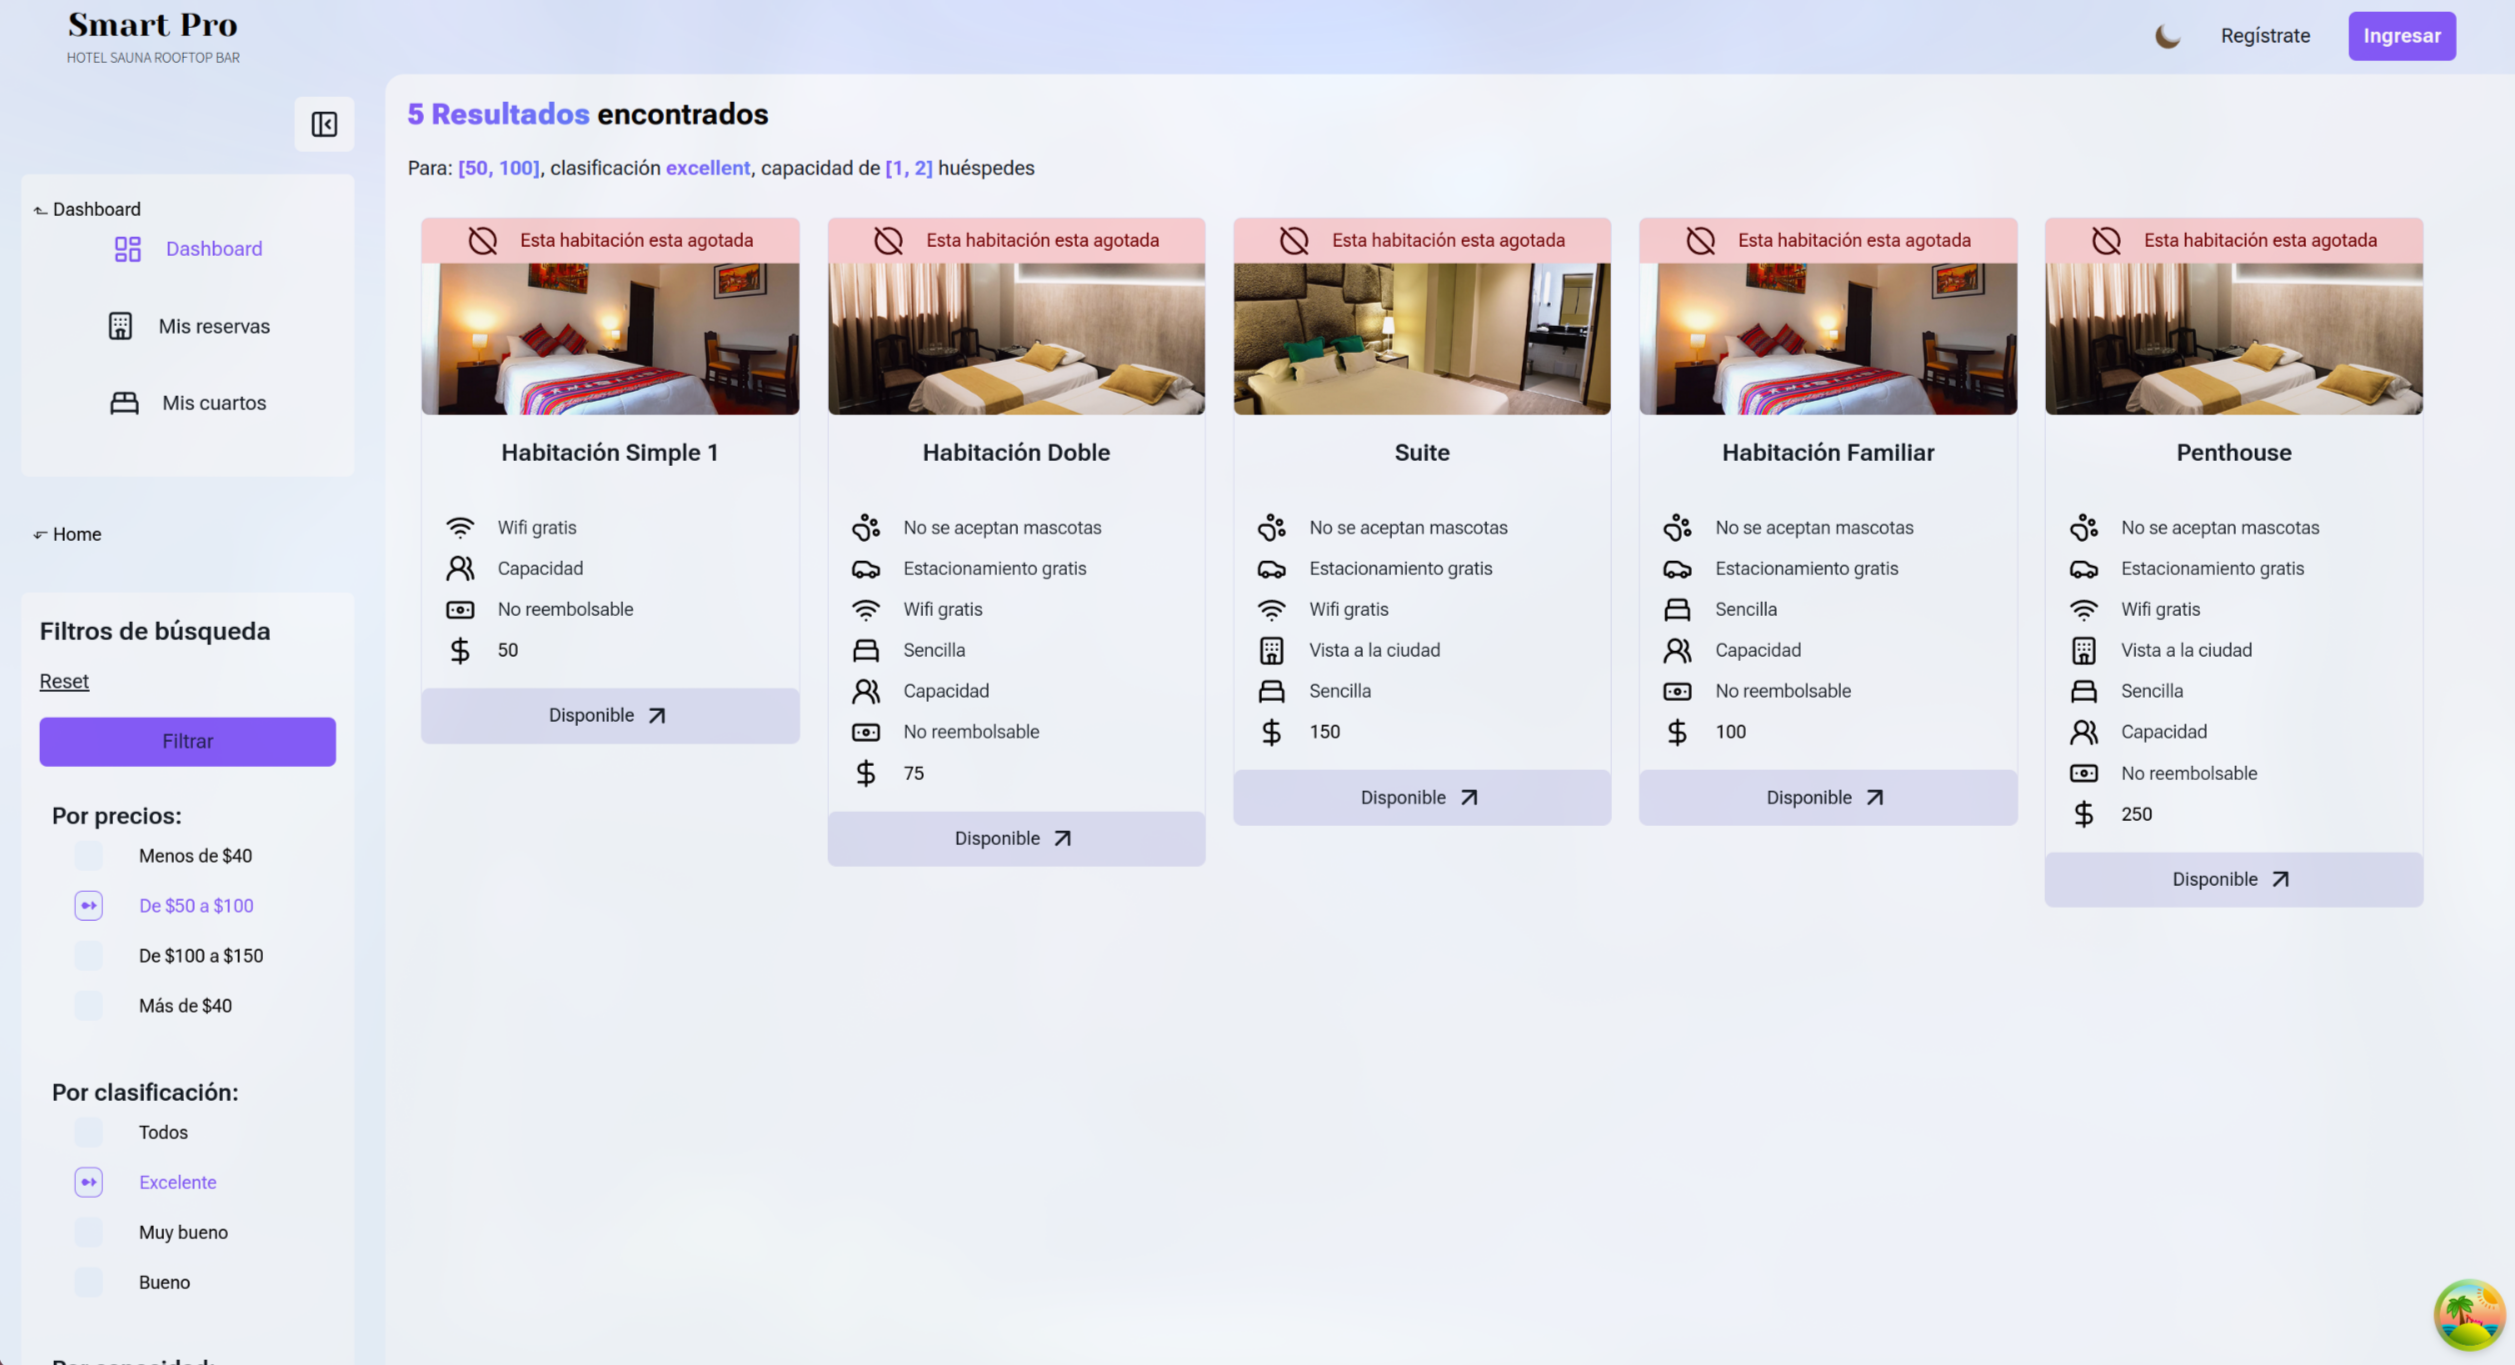 Smart Pro
HOTEL SAUNA ROOFTOP BAR
Regístrate
Ingresar
Dashboard
Dashboard
Mis reservas
Mis cuartos
Home
Filtros de búsqueda
Reset
Filtrar
Por precios:
Menos de $40
De $50 a $100
De $100 a $150
Más de $40
Por clasificación:
Todos
Excelente
Muy bueno
Bueno
5 Resultados encontrados
Para: [50, 100], clasificación excellent, capacidad de [1, 2] huéspedes
Esta habitación esta agotada
Habitación Simple 1
Wifi gratis
Capacidad
No reembolsable
50
Disponible
Esta habitación esta agotada
Habitación Doble
No se aceptan mascotas
Estacionamiento gratis
Wifi gratis
Sencilla
Capacidad
No reembolsable
75
Disponible
Esta habitación esta agotada
Suite
No se aceptan mascotas
Estacionamiento gratis
Wifi gratis
Vista a la ciudad
Sencilla
150
Disponible
Esta habitación esta agotada
Habitación Familiar
No se aceptan mascotas
Estacionamiento gratis
Sencilla
Capacidad
No reembolsable
100
Disponible
Esta habitación esta agotada
Penthouse
No se aceptan mascotas
Estacionamiento gratis
Wifi gratis
Vista a la ciudad
Sencilla
Capacidad
No reembolsable
250
Disponible